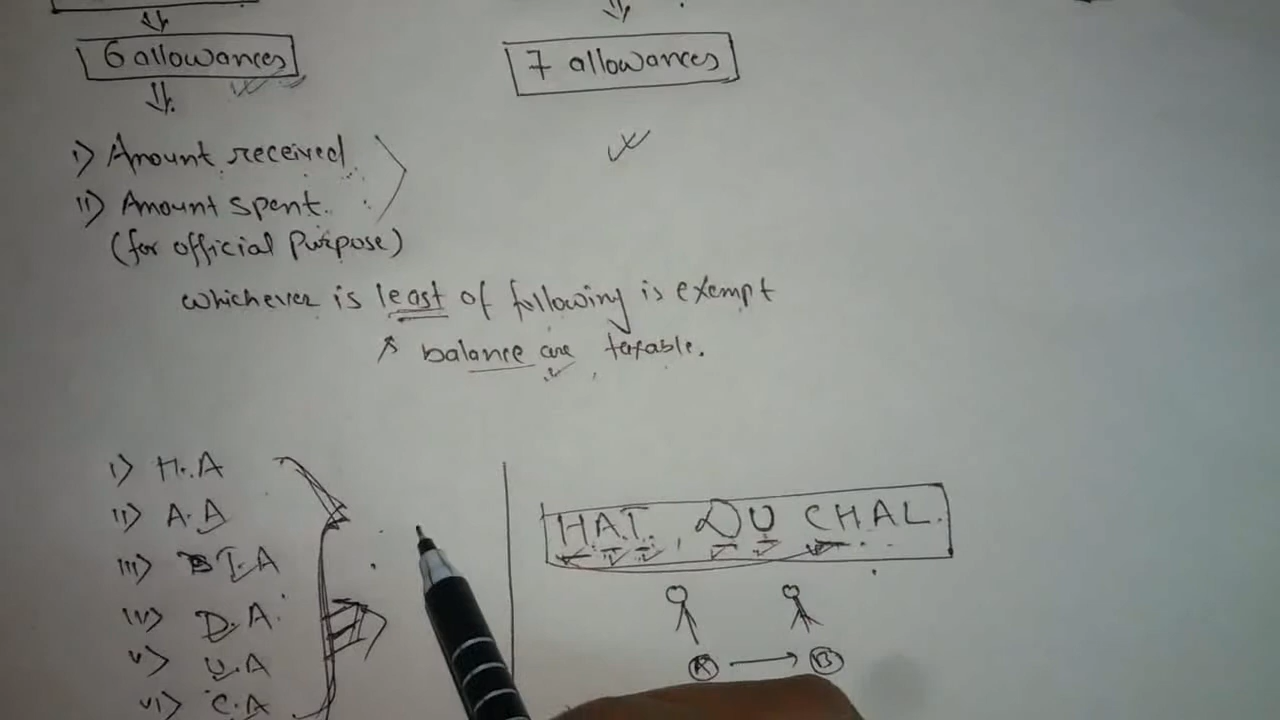 6 allowances
7 allowances
i) Amount received
ii) Amount spent.
(for official Purpose)
whichever is least of following is exempt
balance are taxable.
i) H.A
ii) A.A
iii) T.A
iv) D.A.
v) U.A
vi) C.A
HAT, DU CHAL.
A → B